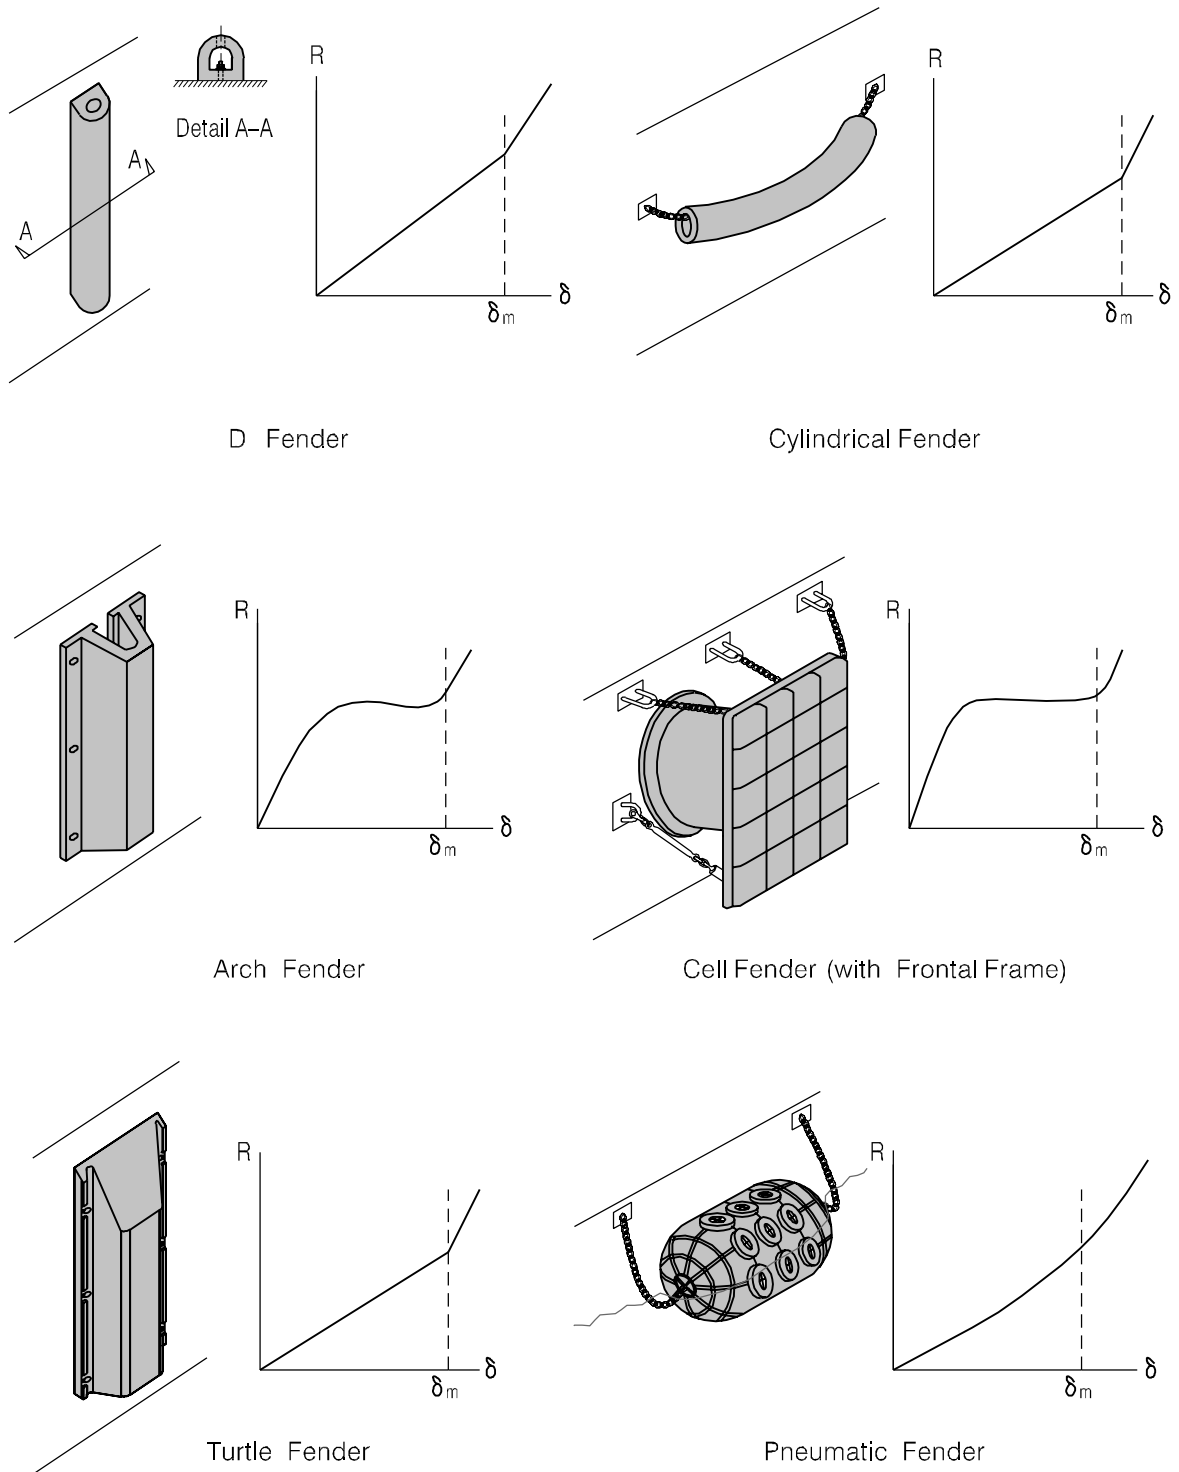 R
R
Detail A–A
A
A
δ
δm
δ
δm
D Fender
Cylindrical Fender
R
R
δ
δm
δ
δm
Arch Fender
Cell Fender (with Frontal Frame)
R
R
δ
δm
δ
δm
Turtle Fender
Pneumatic Fender